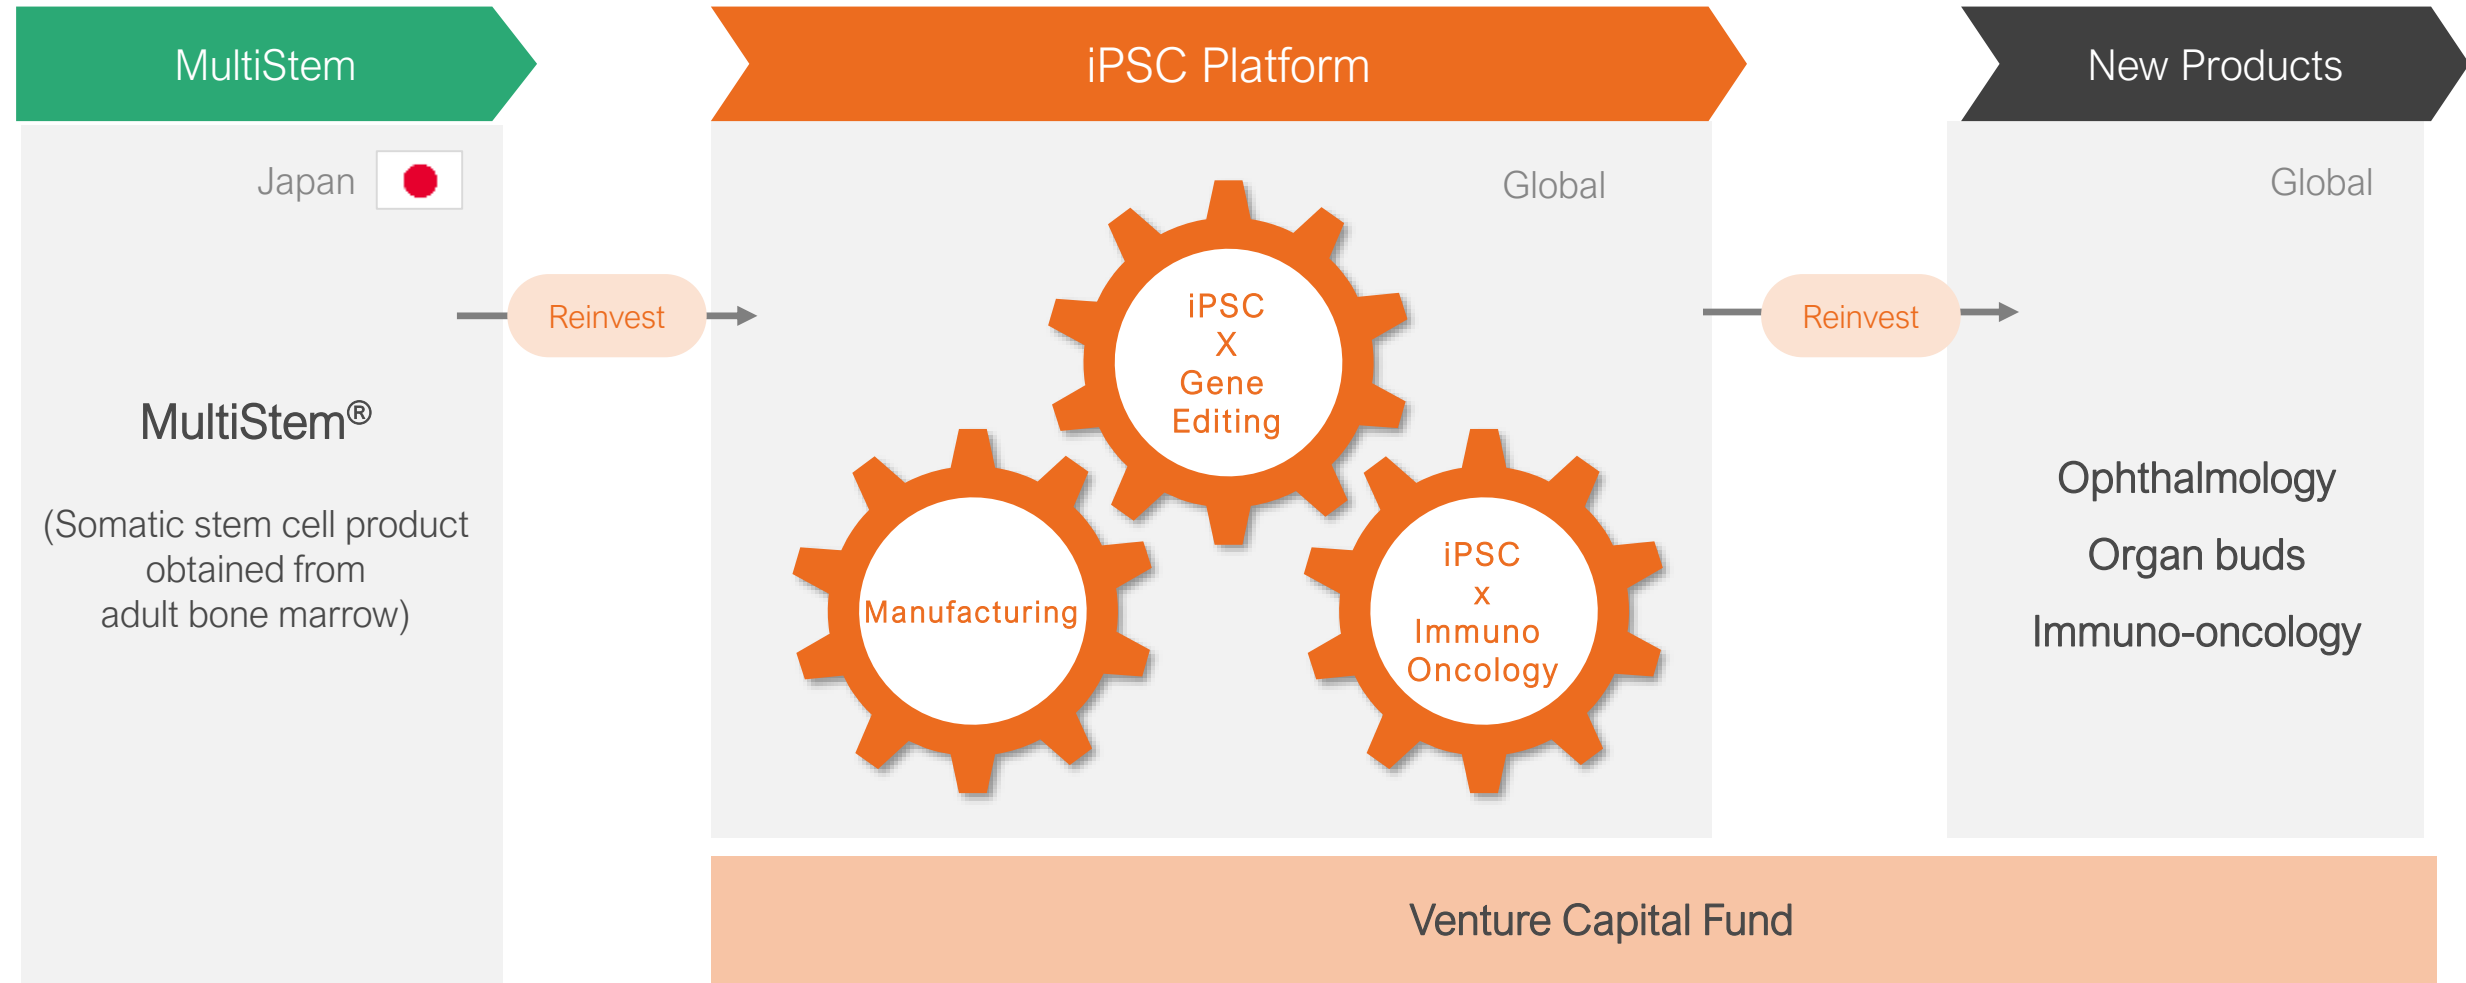 MultiStem
iPSC Platform
New Products
Japan
Global
Global
Reinvest
Reinvest
MultiStem®
(Somatic stem cell product
obtained from
adult bone marrow)
iPSC
X
Gene
Editing
Manufacturing
iPSC
x
Immuno
Oncology
Ophthalmology
Organ buds
Immuno-oncology
Venture Capital Fund